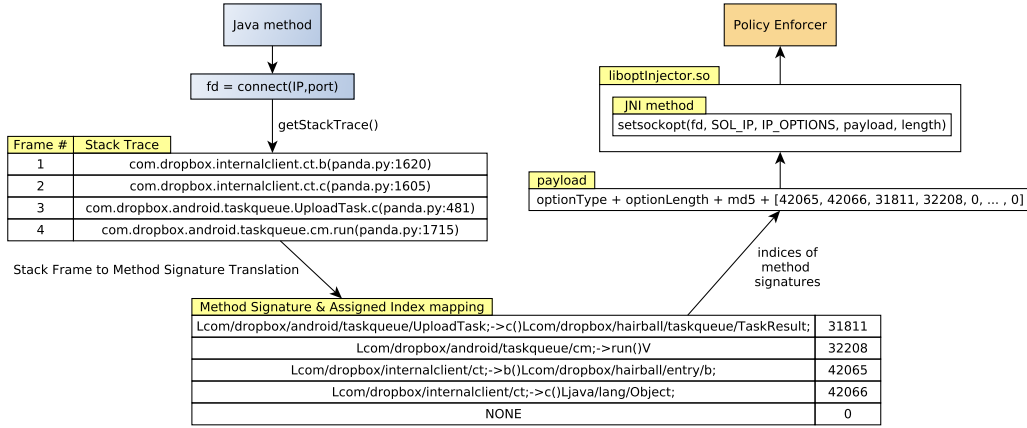 Java method
fd = connect(IP,port)
getStackTrace()
Frame # Stack Trace
1 com.dropbox.internalclient.ct.b(panda.py:1620)
2 com.dropbox.internalclient.ct.c(panda.py:1605)
3 com.dropbox.android.taskqueue.UploadTask.c(panda.py:481)
4 com.dropbox.android.taskqueue.cm.run(panda.py:1715)
Stack Frame to Method Signature Translation
Method Signature & Assigned Index mapping
Lcom/dropbox/android/taskqueue/UploadTask;->c()Lcom/dropbox/hairball/taskqueue/TaskResult; 31811
Lcom/dropbox/android/taskqueue/cm;->run()V 32208
Lcom/dropbox/internalclient/ct;->b()Lcom/dropbox/hairball/entry/b; 42065
Lcom/dropbox/internalclient/ct;->c()Ljava/lang/Object; 42066
NONE 0
indices of
method
signatures
payload
optionType + optionLength + md5 + [42065, 42066, 31811, 32208, 0, ... , 0]
liboptInjector.so
JNI method
setsockopt(fd, SOL_IP, IP_OPTIONS, payload, length)
Policy Enforcer